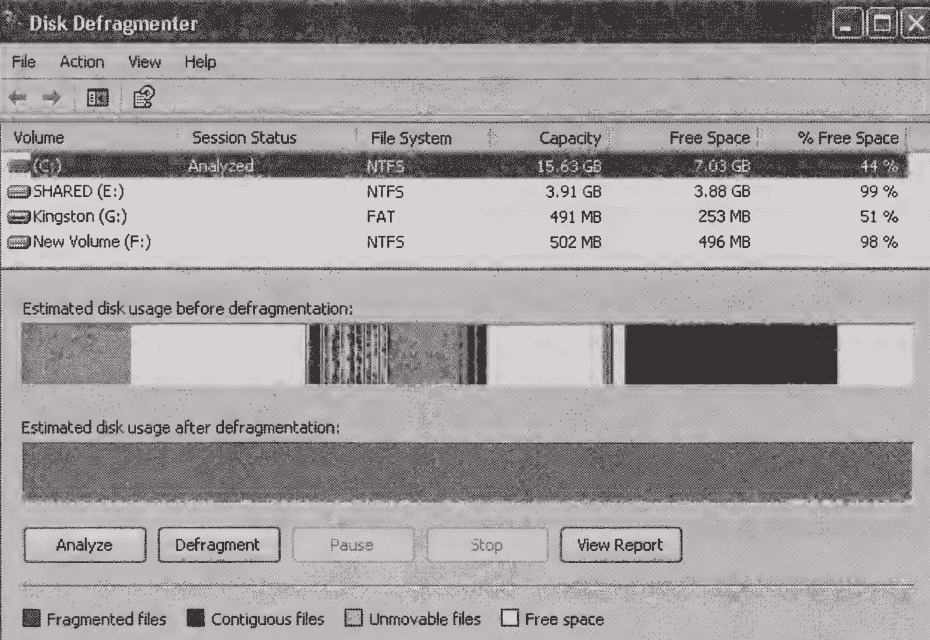 Disk Defragmenter
File Action View Help
Volume Session Status File System Capacity Free Space % Free Space
(C:) Analyzed NTFS 15.63 GB 7.03 GB 44 %
SHARED (E:) NTFS 3.91 GB 3.88 GB 99 %
Kingston (G:) FAT 491 MB 253 MB 51 %
New Volume (F:) NTFS 502 MB 496 MB 98 %
Estimated disk usage before defragmentation:
Estimated disk usage after defragmentation:
Analyze Defragment Pause Stop View Report
Fragmented files Contiguous files Unmovable files Free space